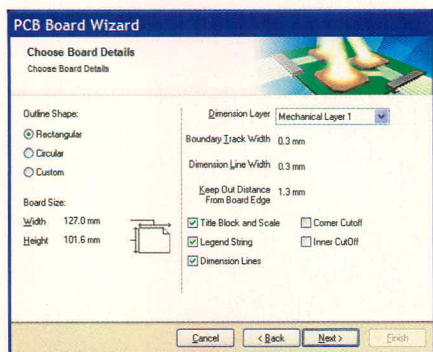 PCB Board Wizard
Choose Board Details
Choose Board Details
Outline Shape:
Rectangular
Circular
Custom
Board Size:
Width 127.0 mm
Height 101.6 mm
Dimension Layer Mechanical Layer 1
Boundary Track Width 0.3 mm
Dimension Line Width 0.3 mm
Keep Out Distance
From Board Edge 1.3 mm
Title Block and Scale Corner Cutoff
Legend String Inner CutOff
Dimension Lines
Cancel < Back Next > Finish